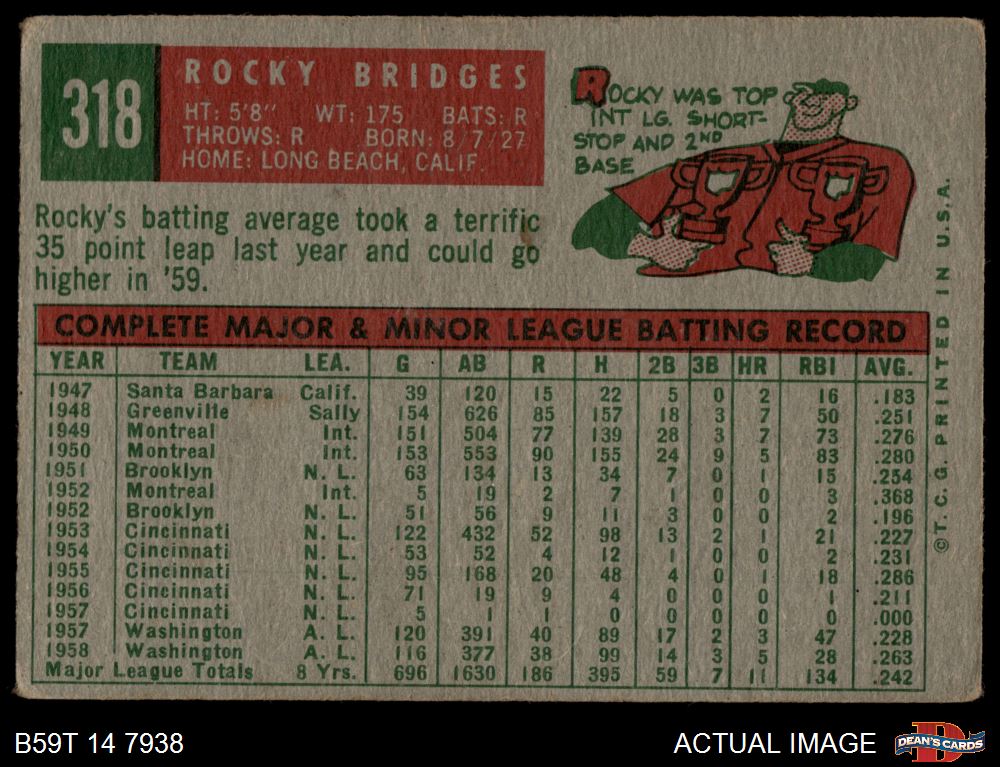 318
ROCKY BRIDGES
HT: 5'8" WT: 175 BATS: R
THROWS: R BORN: 8/7/27
HOME: LONG BEACH, CALIF.
ROCKY WAS TOP
INT LG. SHORT-
STOP AND 2ND
BASE
Rocky's batting average took a terrific
35 point leap last year and could go
higher in '59.
COMPLETE MAJOR & MINOR LEAGUE BATTING RECORD
YEAR TEAM LEA. G AB R H 2B 3B HR RBI AVG.
1947 Santa Barbara Calif. 39 120 15 22 5 0 2 16 .183
1948 Greenville Sally 154 626 85 157 18 3 7 50 .251
1949 Montreal Int. 151 504 77 139 28 3 7 73 .276
1950 Montreal Int. 153 553 90 155 24 9 5 83 .280
1951 Brooklyn N. L. 63 134 13 34 7 0 1 15 .254
1952 Montreal Int. 5 19 2 7 1 0 0 3 .368
1952 Brooklyn N. L. 51 56 9 11 3 0 0 2 .196
1953 Cincinnati N. L. 122 432 52 98 13 2 1 21 .227
1954 Cincinnati N. L. 53 52 4 12 1 0 0 2 .231
1955 Cincinnati N. L. 95 168 20 48 4 0 1 18 .286
1956 Cincinnati N. L. 71 19 9 4 0 0 0 1 .211
1957 Cincinnati N. L. 5 1 1 0 0 0 0 0 .000
1957 Washington A. L. 120 391 40 89 17 2 3 47 .228
1958 Washington A. L. 116 377 38 99 14 3 5 28 .263
Major League Totals 8 Yrs. 696 1630 186 395 59 7 11 134 .242
©T. C. G. PRINTED IN U.S.A.
B59T 14 7938
ACTUAL IMAGE
DEAN'S CARDS